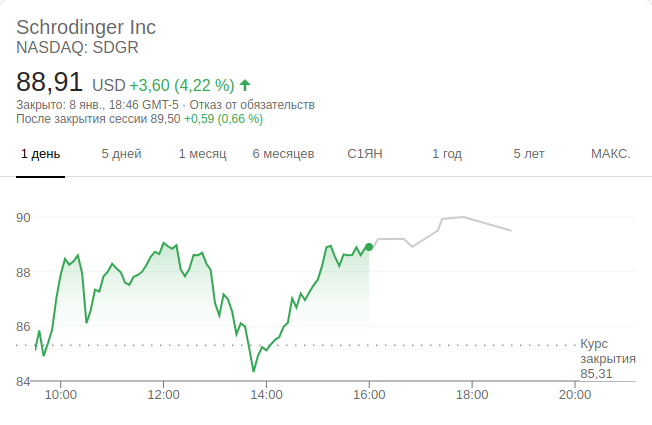 Schrodinger Inc
NASDAQ: SDGR
88,91 USD +3,60 (4,22 %)
Закрыто: 8 янв., 18:46 GMT-5 · Отказ от обязательств
После закрытия сессии 89,50 +0,59 (0,66 %)
1 день 5 дней 1 месяц 6 месяцев С1ЯН 1 год 5 лет МАКС.
90
88
86
84
Курс
закрытия
85,31
10:00 12:00 14:00 16:00 18:00 20:00